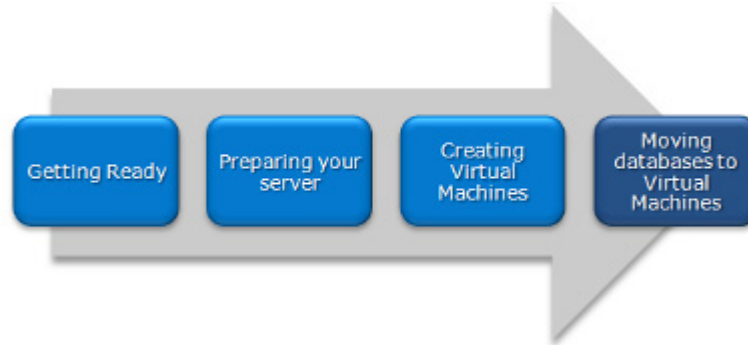 Getting Ready
Preparing your
server
Creating
Virtual
Machines
Moving
databases to
Virtual
Machines